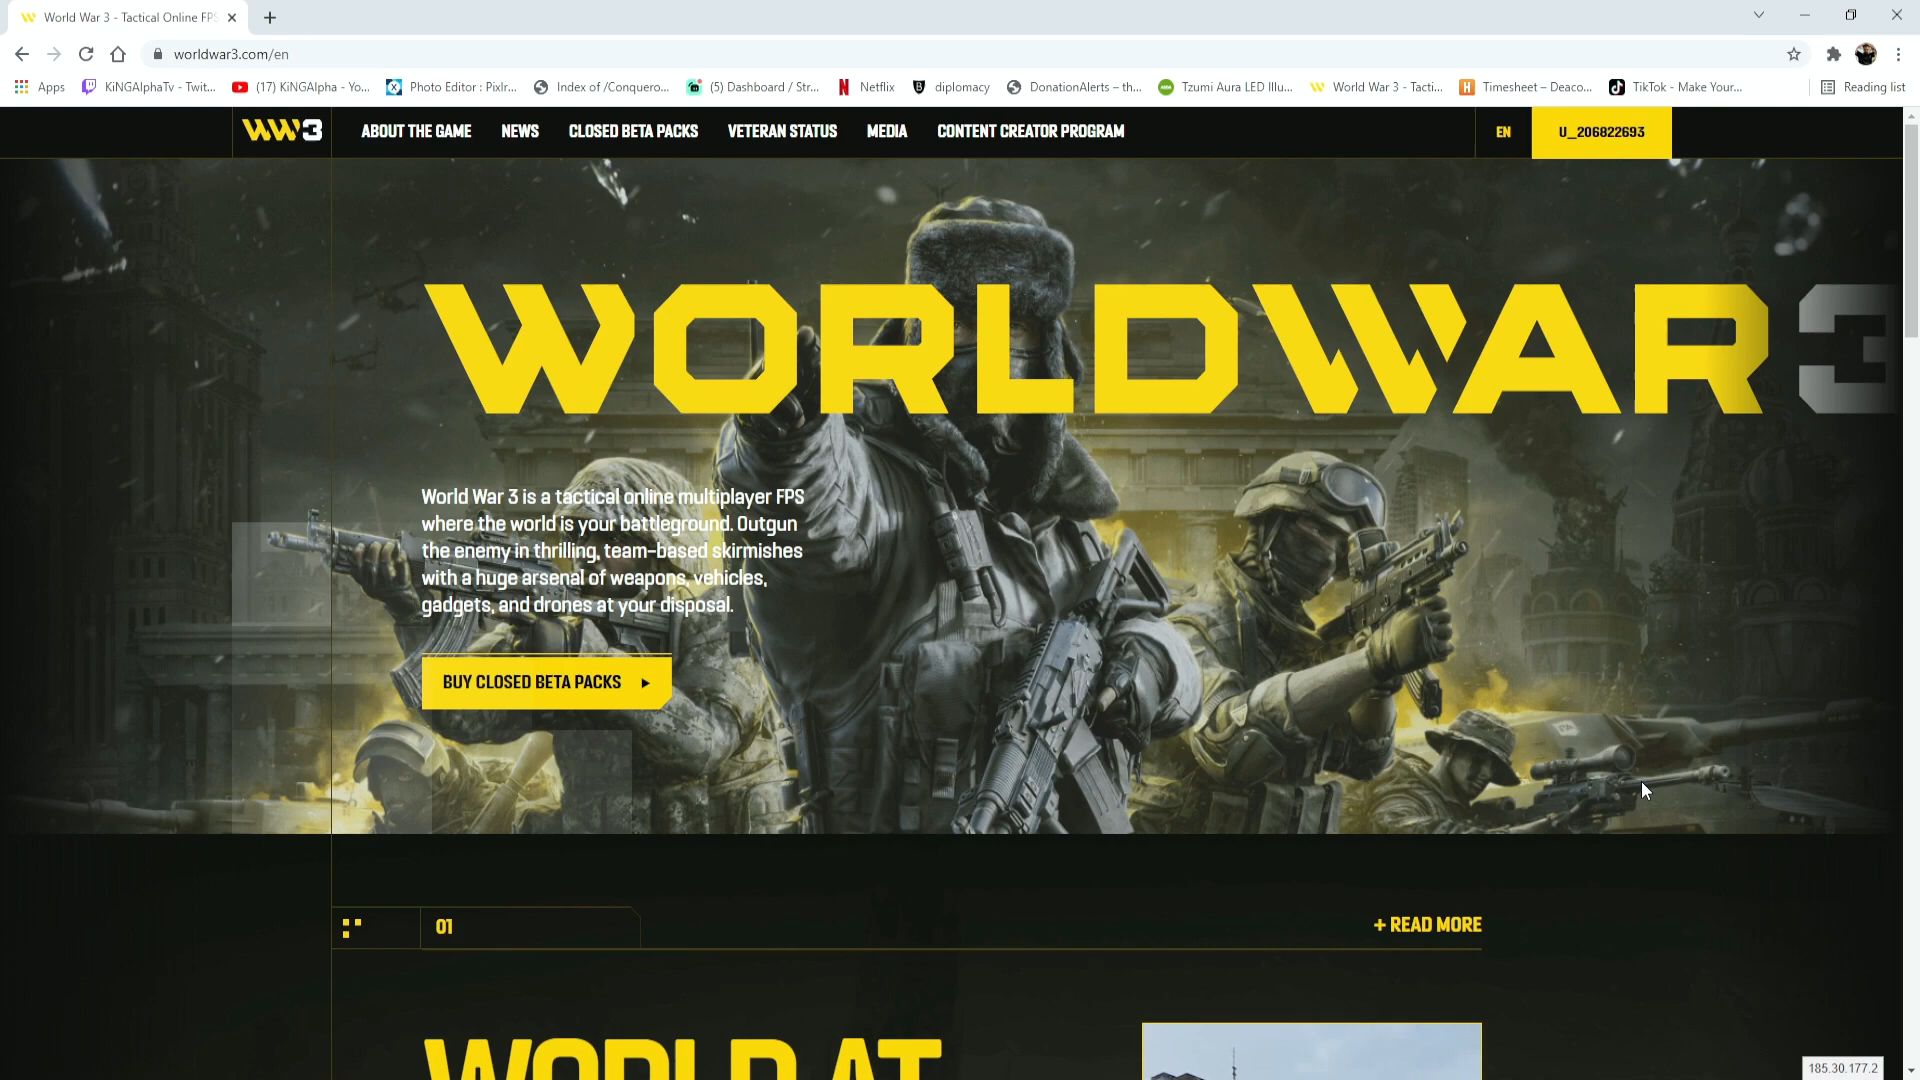 World War 3 - Tactical Online FPS
worldwar3.com/en
Apps
KiNGAlphaTv - Twit...
(17) KiNGAlpha - Yo...
Photo Editor : Pixlr...
Index of /Conquero...
(5) Dashboard / Str...
Netflix
diplomacy
DonationAlerts – th...
Tzumi Aura LED Illu...
World War 3 - Tacti...
Timesheet – Deaco...
TikTok - Make Your...
Reading list
WW3
ABOUT THE GAME
NEWS
CLOSED BETA PACKS
VETERAN STATUS
MEDIA
CONTENT CREATOR PROGRAM
EN
U_206822693
WORLD WAR 3
World War 3 is a tactical online multiplayer FPS
where the world is your battleground. Outgun
the enemy in thrilling, team-based skirmishes
with a huge arsenal of weapons, vehicles,
gadgets, and drones at your disposal.
BUY CLOSED BETA PACKS
01
+ READ MORE
WORLD AT
185.30.177.2